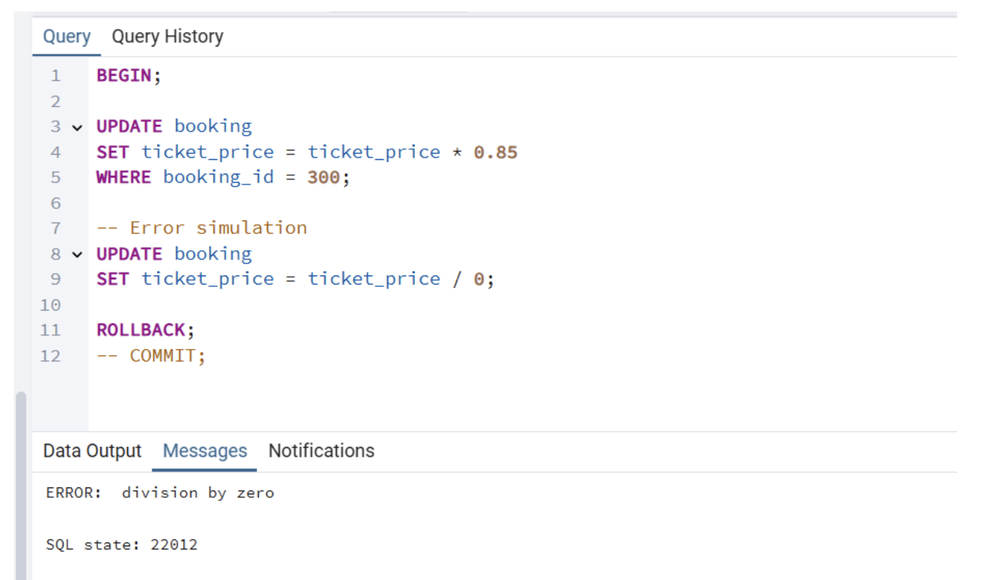 Query Query History
1 BEGIN;
2
3 UPDATE booking
4 SET ticket_price = ticket_price * 0.85
5 WHERE booking_id = 300;
6
7 -- Error simulation
8 UPDATE booking
9 SET ticket_price = ticket_price / 0;
10
11 ROLLBACK;
12 -- COMMIT;
Data Output Messages Notifications
ERROR:  division by zero
SQL state: 22012